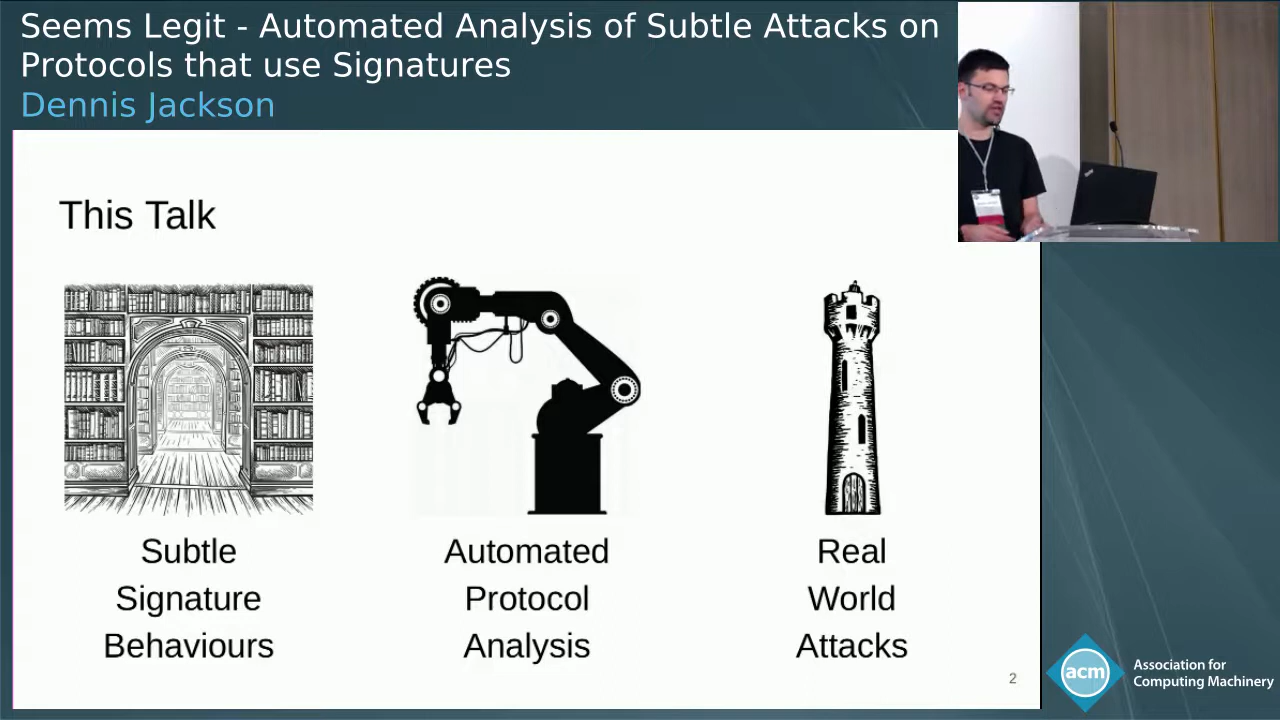 Seems Legit - Automated Analysis of Subtle Attacks on
Protocols that use Signatures
Dennis Jackson
This Talk
Subtle
Signature
Behaviours
Automated
Protocol
Analysis
Real
World
Attacks
2
acm
Association for
Computing Machinery